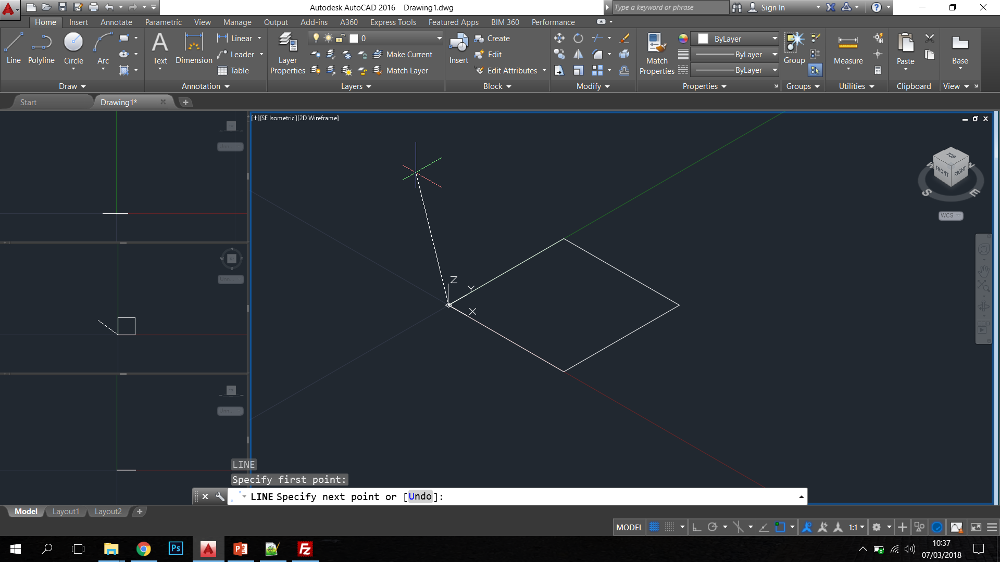 Autodesk AutoCAD 2016 Drawing1.dwg
Type a keyword or phrase
Sign In
Home Insert Annotate Parametric View Manage Output Add-ins A360 Express Tools Featured Apps BIM 360 Performance
Line
Polyline
Circle
Arc
Text
Dimension
Linear
Leader
Table
Layer
Properties
0
Make Current
Match Layer
Insert
Create
Edit
Edit Attributes
Match
Properties
ByLayer
ByLayer
ByLayer
Group
Measure
Paste
Base
Draw
Annotation
Layers
Block
Modify
Properties
Groups
Utilities
Clipboard
View
Start
Drawing1*
[+][SE Isometric][2D Wireframe]
TOP
FRONT
RIGHT
W
N
S
E
WCS
N
W
E
S
Z
Y
X
LINE
Specify first point:
LINE Specify next point or [Undo]:
Model Layout1 Layout2
MODEL
1:1
Ps
10:37
07/03/2018